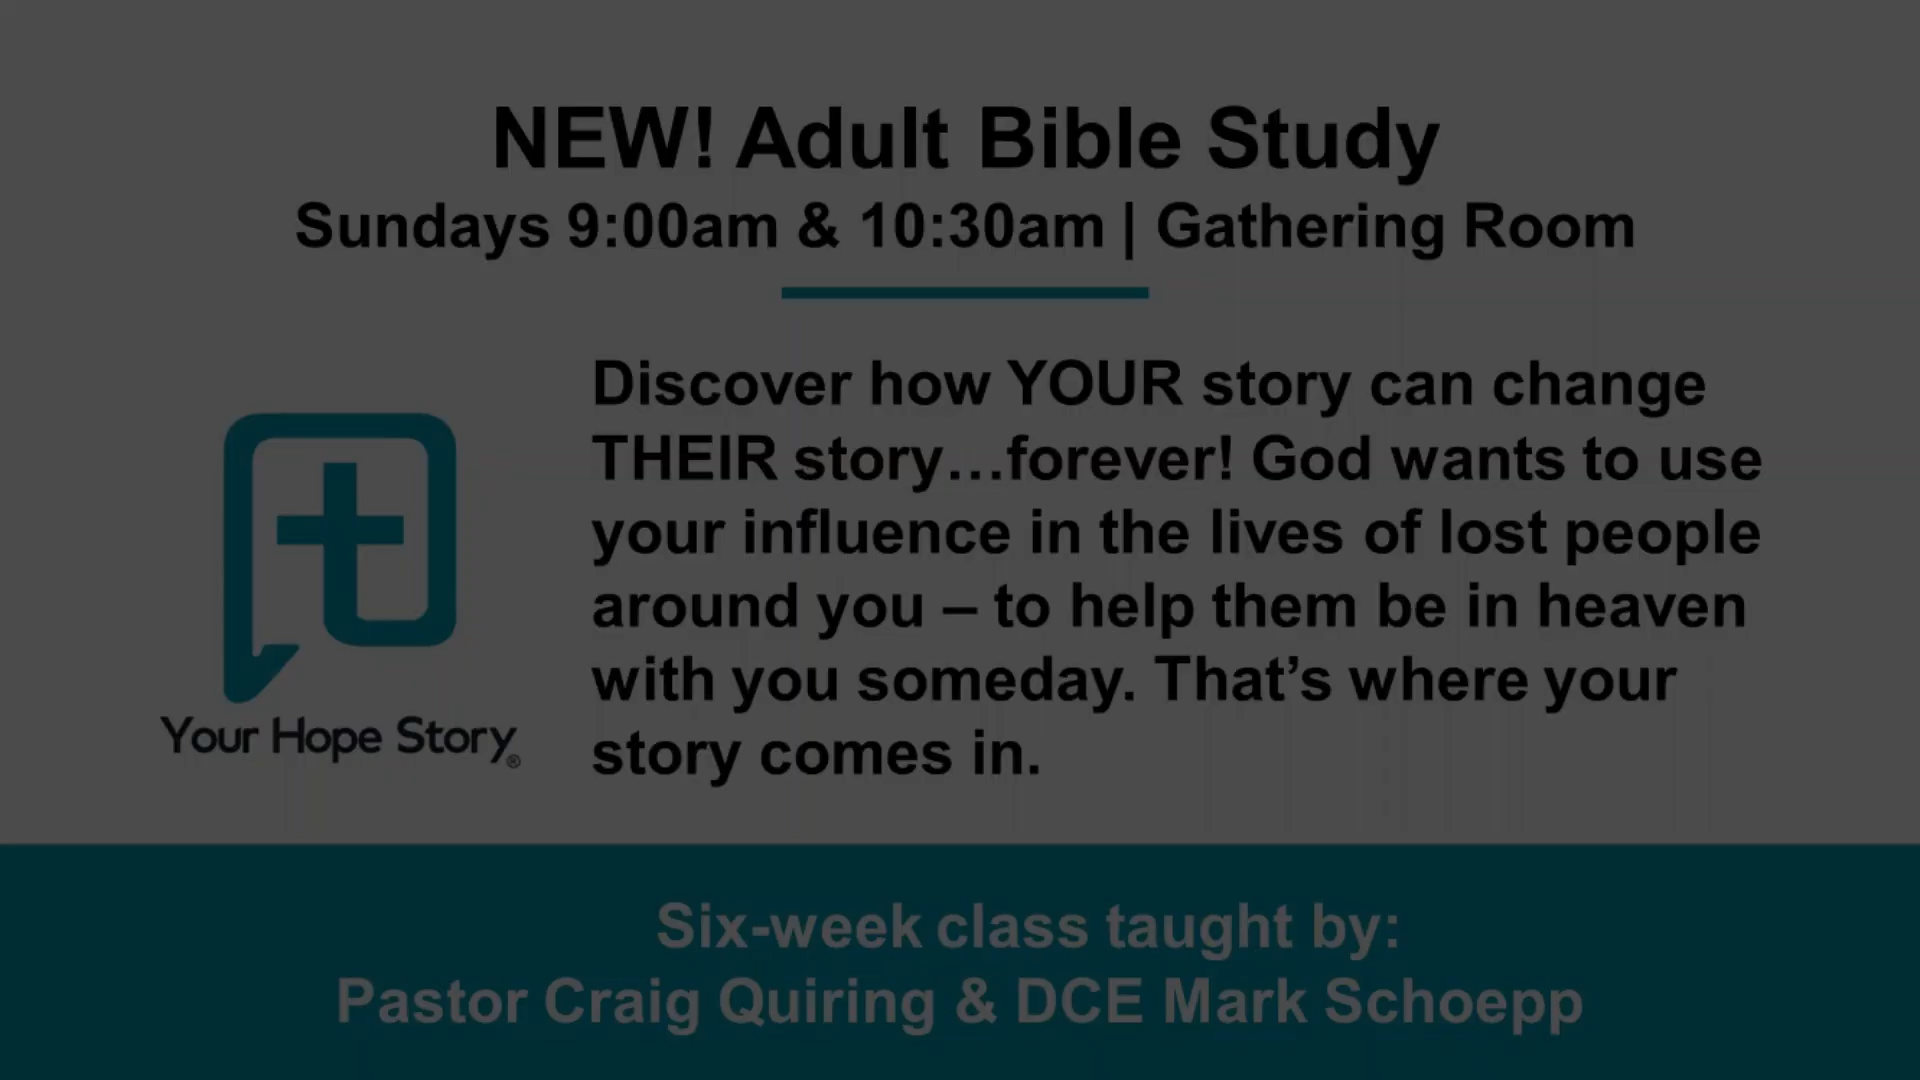 NEW! Adult Bible Study
Sundays 9:00am & 10:30am | Gathering Room
Discover how YOUR story can change
THEIR story…forever! God wants to use
your influence in the lives of lost people
around you – to help them be in heaven
with you someday. That’s where your
story comes in.
Your Hope Story®
Six-week class taught by:
Pastor Craig Quiring & DCE Mark Schoepp